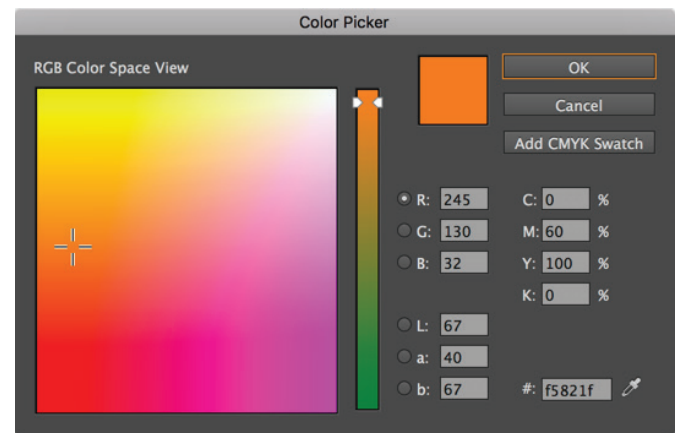 Color Picker
RGB Color Space View
OK
Cancel
Add CMYK Swatch
R: 245 C: 0 %
G: 130 M: 60 %
B: 32 Y: 100 %
K: 0 %
L: 67
a: 40
b: 67 #: f5821f